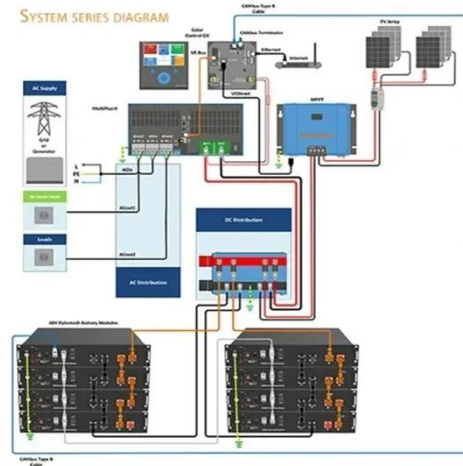 SYSTEM SERIES DIAGRAM
CANbus Type B
Cable
Color
Control GX
CANbus Terminator
PV Array
VE Bus
Ethernet
Internet
AC Supply
MultiPlus-II
VE.Direct
MPPT
Grid
or
Generator
L
PE
N
ACin
ACout1
Loads
ACout2
DC Distribution
AC Distribution
48V Pylontech Battery Modules
CANbus Type B
Cable